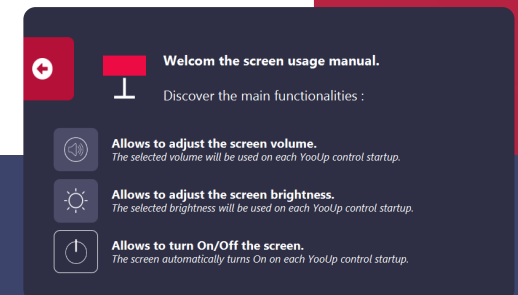 Welcom the screen usage manual.
Discover the main functionalities :
Allows to adjust the screen volume.
The selected volume will be used on each YooUp control startup.
Allows to adjust the screen brightness.
The selected brightness will be used on each YooUp control startup.
Allows to turn On/Off the screen.
The screen automatically turns On on each YooUp control startup.